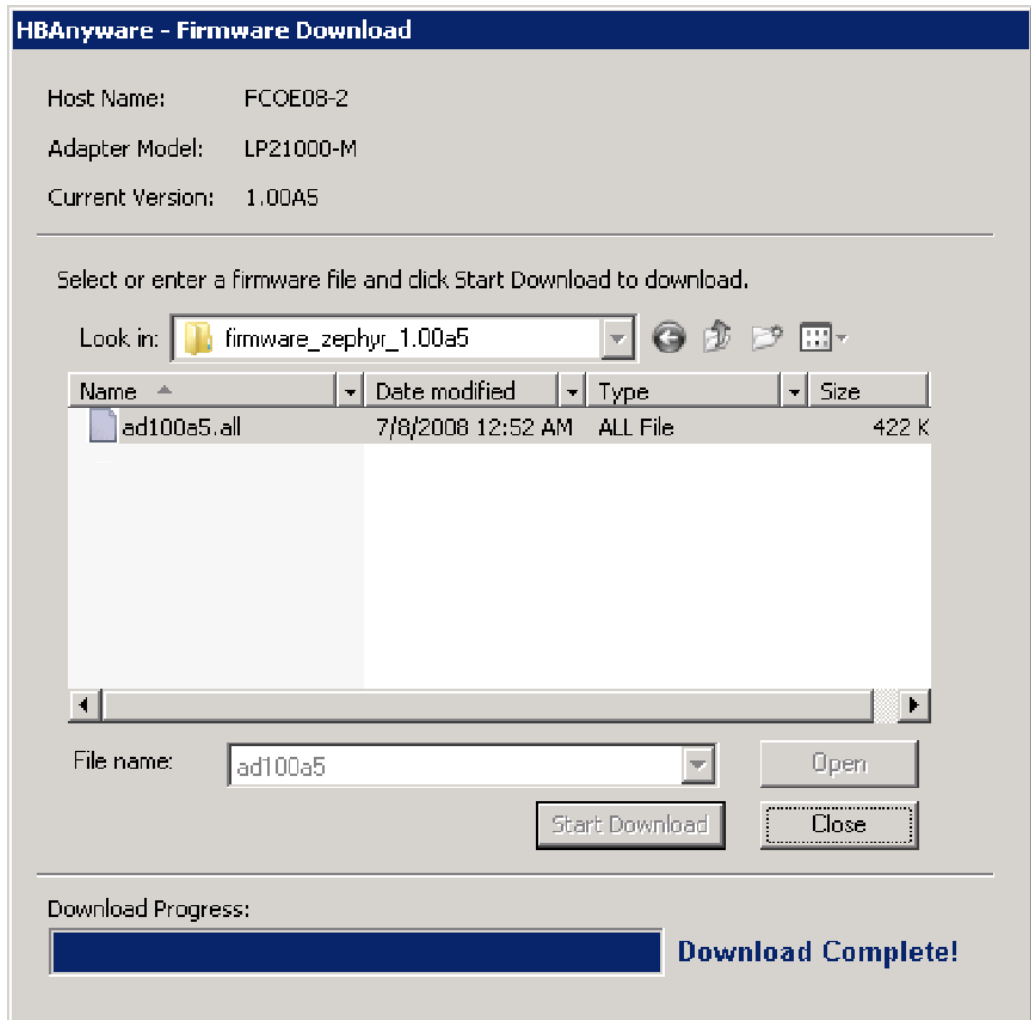 HBAnyware - Firmware Download
Host Name: FCOE08-2
Adapter Model: LP21000-M
Current Version: 1.00A5
Select or enter a firmware file and click Start Download to download.
Look in: firmware_zephyr_1.00a5
Name Date modified Type Size
ad100a5.all 7/8/2008 12:52 AM ALL File 422 K
File name: ad100a5 Open
Start Download Close
Download Progress:
Download Complete!